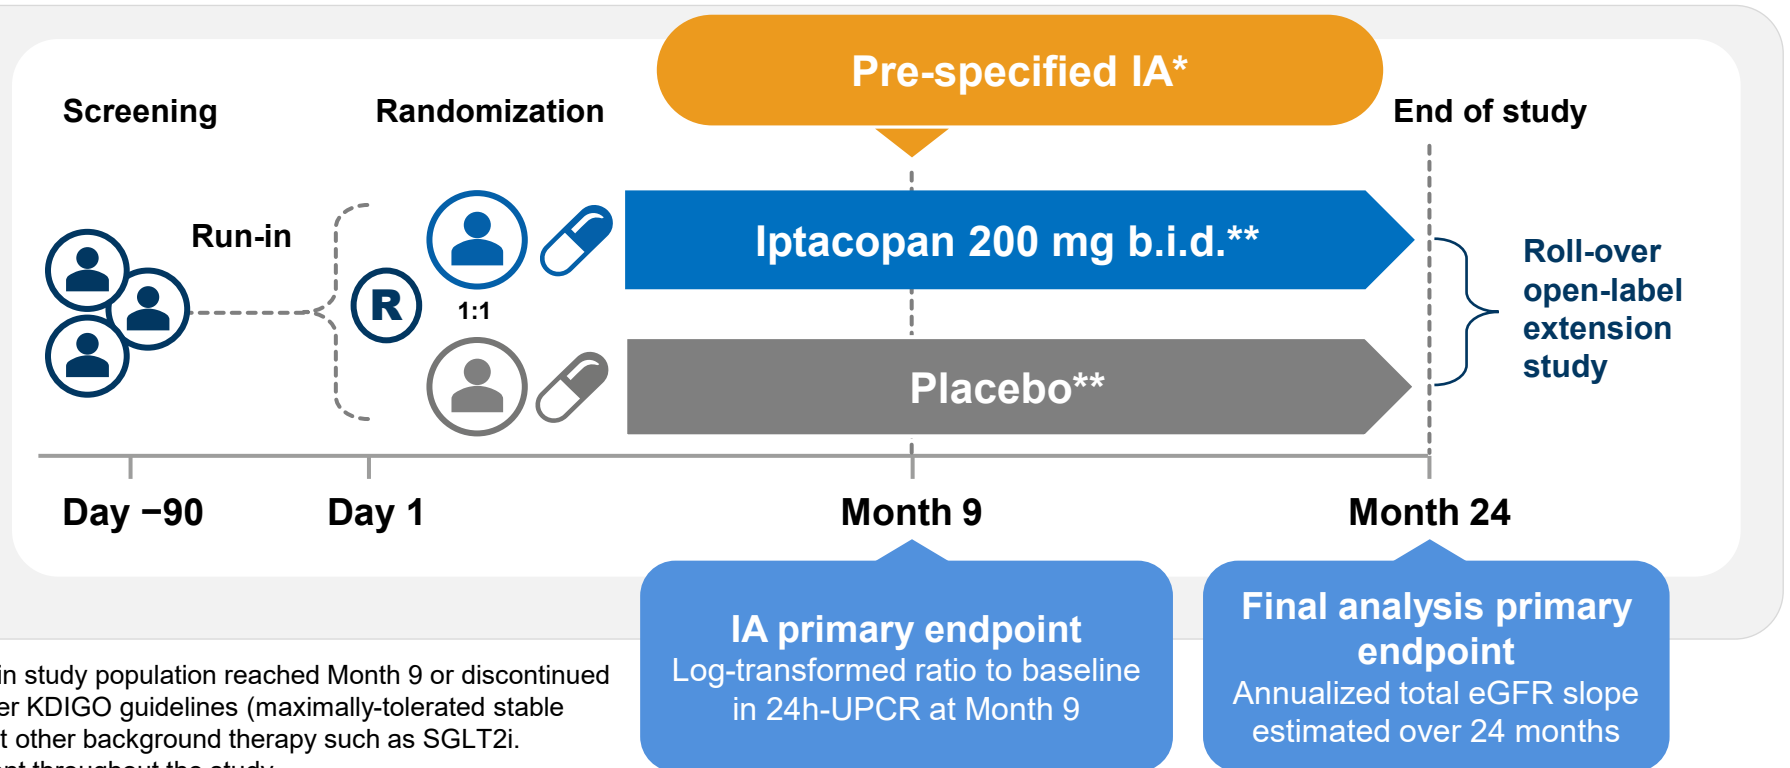 Pre-specified IA*
Screening
Randomization
End of study
Run-in
R
1:1
Iptacopan 200 mg b.i.d.**
Placebo**
Roll-over
open-label
extension
study
Day −90
Day 1
Month 9
Month 24
IA primary endpoint
Log-transformed ratio to baseline
in 24h-UPCR at Month 9
Final analysis primary
endpoint
Annualized total eGFR slope
estimated over 24 months
in study population reached Month 9 or discontinued
er KDIGO guidelines (maximally-tolerated stable
t other background therapy such as SGLT2i.
throughout the study